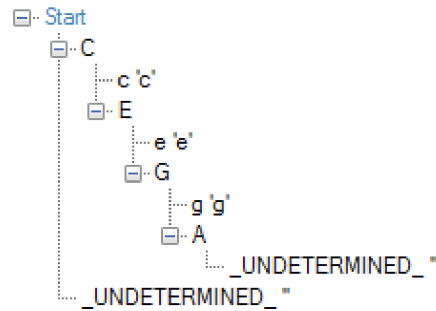 Start
C
c 'c'
E
e 'e'
G
g 'g'
A
_UNDETERMINED_ ''
_UNDETERMINED_ ''